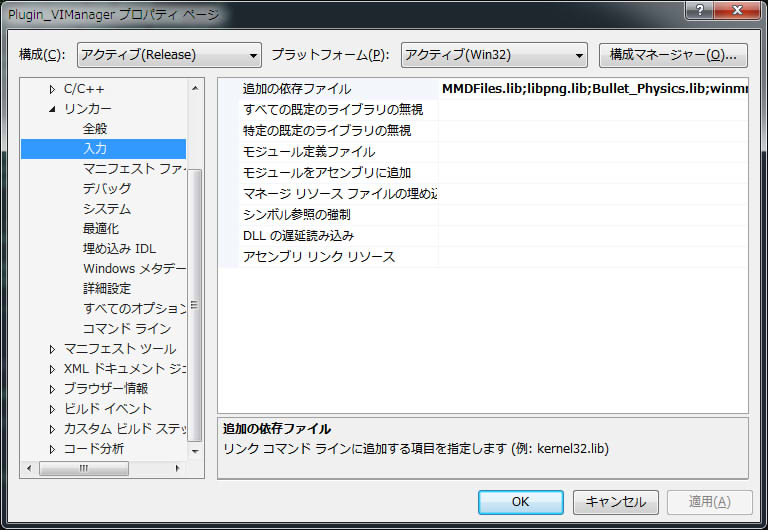 Plugin_VIManager プロパティ ページ
構成(C): アクティブ(Release) プラットフォーム(P): アクティブ(Win32) 構成マネージャー(O)...
C/C++
リンカー
全般
入力
マニフェスト ファイ
デバッグ
システム
最適化
埋め込み IDL
Windows メタデー
詳細設定
すべてのオプション
コマンド ライン
マニフェスト ツール
XML ドキュメント ジェ
ブラウザー情報
ビルド イベント
カスタム ビルド ステッ
コード分析
追加の依存ファイル MMDFiles.lib;libpng.lib;Bullet_Physics.lib;winmm
すべての既定のライブラリの無視
特定の既定のライブラリの無視
モジュール定義ファイル
モジュールをアセンブリに追加
マネージ リソース ファイルの埋め込
シンボル参照の強制
DLL の遅延読み込み
アセンブリ リンク リソース
追加の依存ファイル
リンク コマンド ラインに追加する項目を指定します (例: kernel32.lib)
OK キャンセル 適用(A)